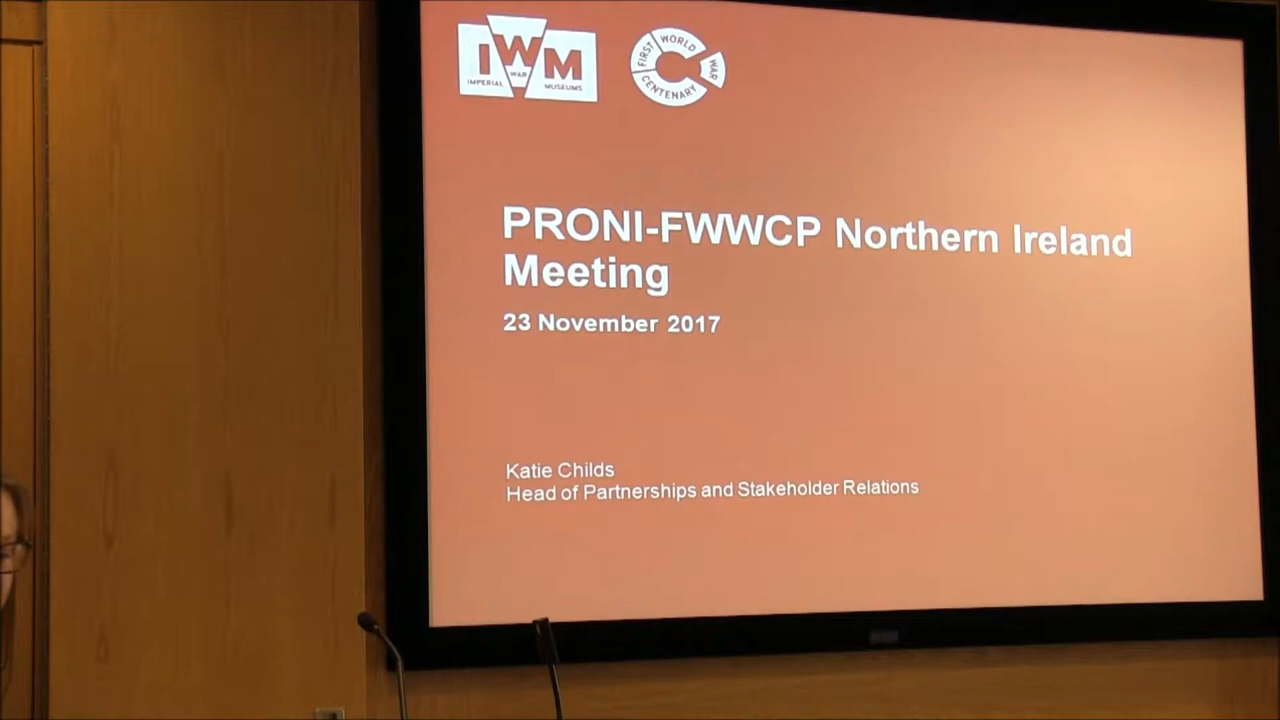 IWM
IMPERIAL WAR MUSEUMS
FIRST WORLD WAR CENTENARY
PRONI-FWWCP Northern Ireland
Meeting
23 November 2017
Katie Childs
Head of Partnerships and Stakeholder Relations